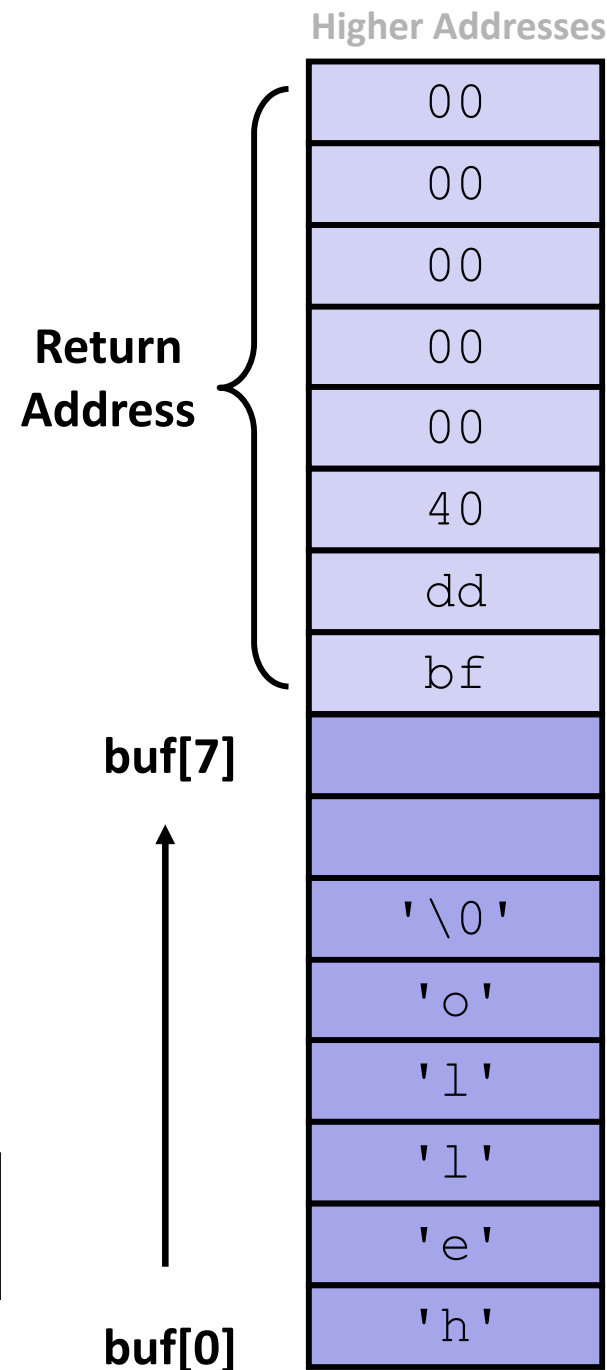 Higher Addresses
00
00
00
00
00
40
dd
bf
Return
Address
buf[7]
'\0'
'o'
'l'
'l'
'e'
'h'
buf[0]